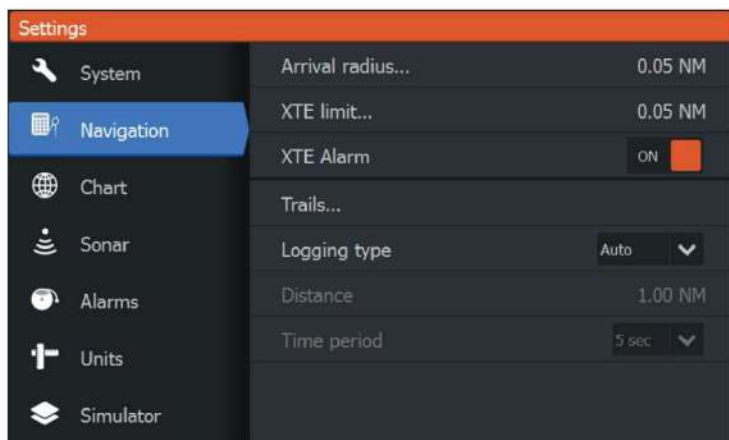 Settings
System
Navigation
Chart
Sonar
Alarms
Units
Simulator
Arrival radius... 0.05 NM
XTE limit... 0.05 NM
XTE Alarm ON
Trails...
Logging type Auto
Distance 1.00 NM
Time period 5 sec